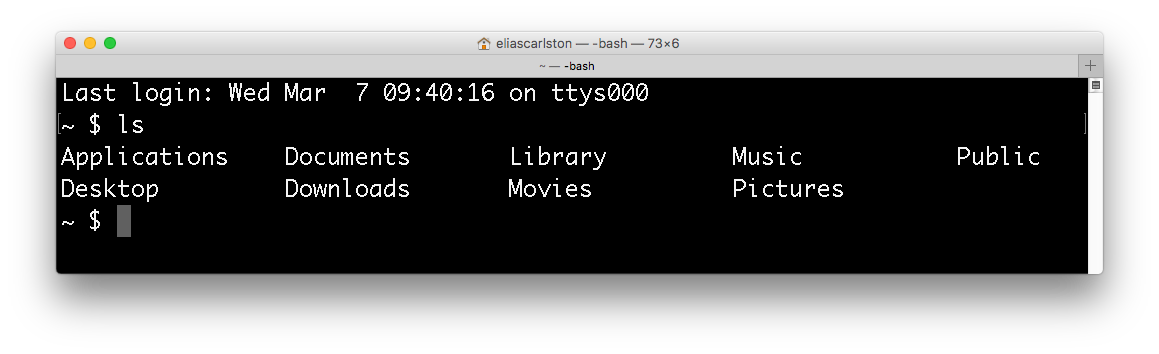 eliascarlston — -bash — 73×6
~ — -bash
Last login: Wed Mar  7 09:40:16 on ttys000
~ $ ls
Applications    Documents       Library         Music           Public
Desktop         Downloads       Movies          Pictures
~ $